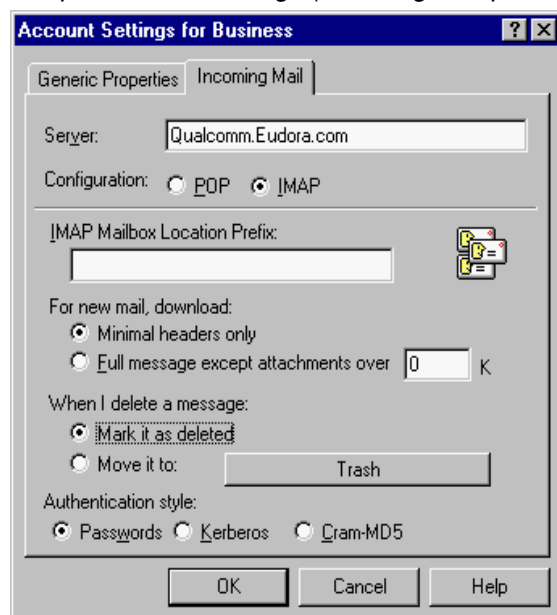 Account Settings for Business
Generic Properties Incoming Mail
Server: Qualcomm.Eudora.com
Configuration: POP IMAP
IMAP Mailbox Location Prefix:
For new mail, download:
Minimal headers only
Full message except attachments over 0 K
When I delete a message:
Mark it as deleted
Move it to: Trash
Authentication style:
Passwords Kerberos Cram-MD5
OK Cancel Help